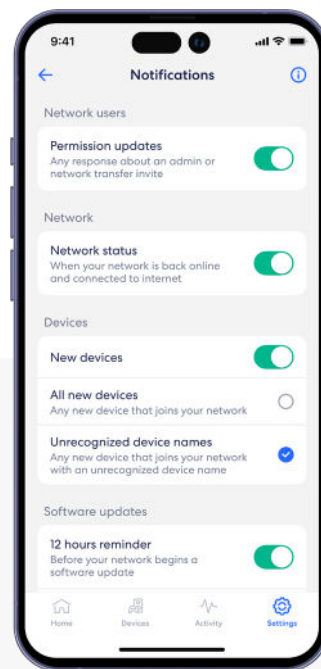 9:41
Notifications
Network users
Permission updates
Any response about an admin or
network transfer invite
Network
Network status
When your network is back online
and connected to internet
Devices
New devices
All new devices
Any new device that joins your network
Unrecognized device names
Any new device that joins your network
with an unrecognized device name
Software updates
12 hours reminder
Before your network begins a
software update
Home
Devices
Activity
Settings